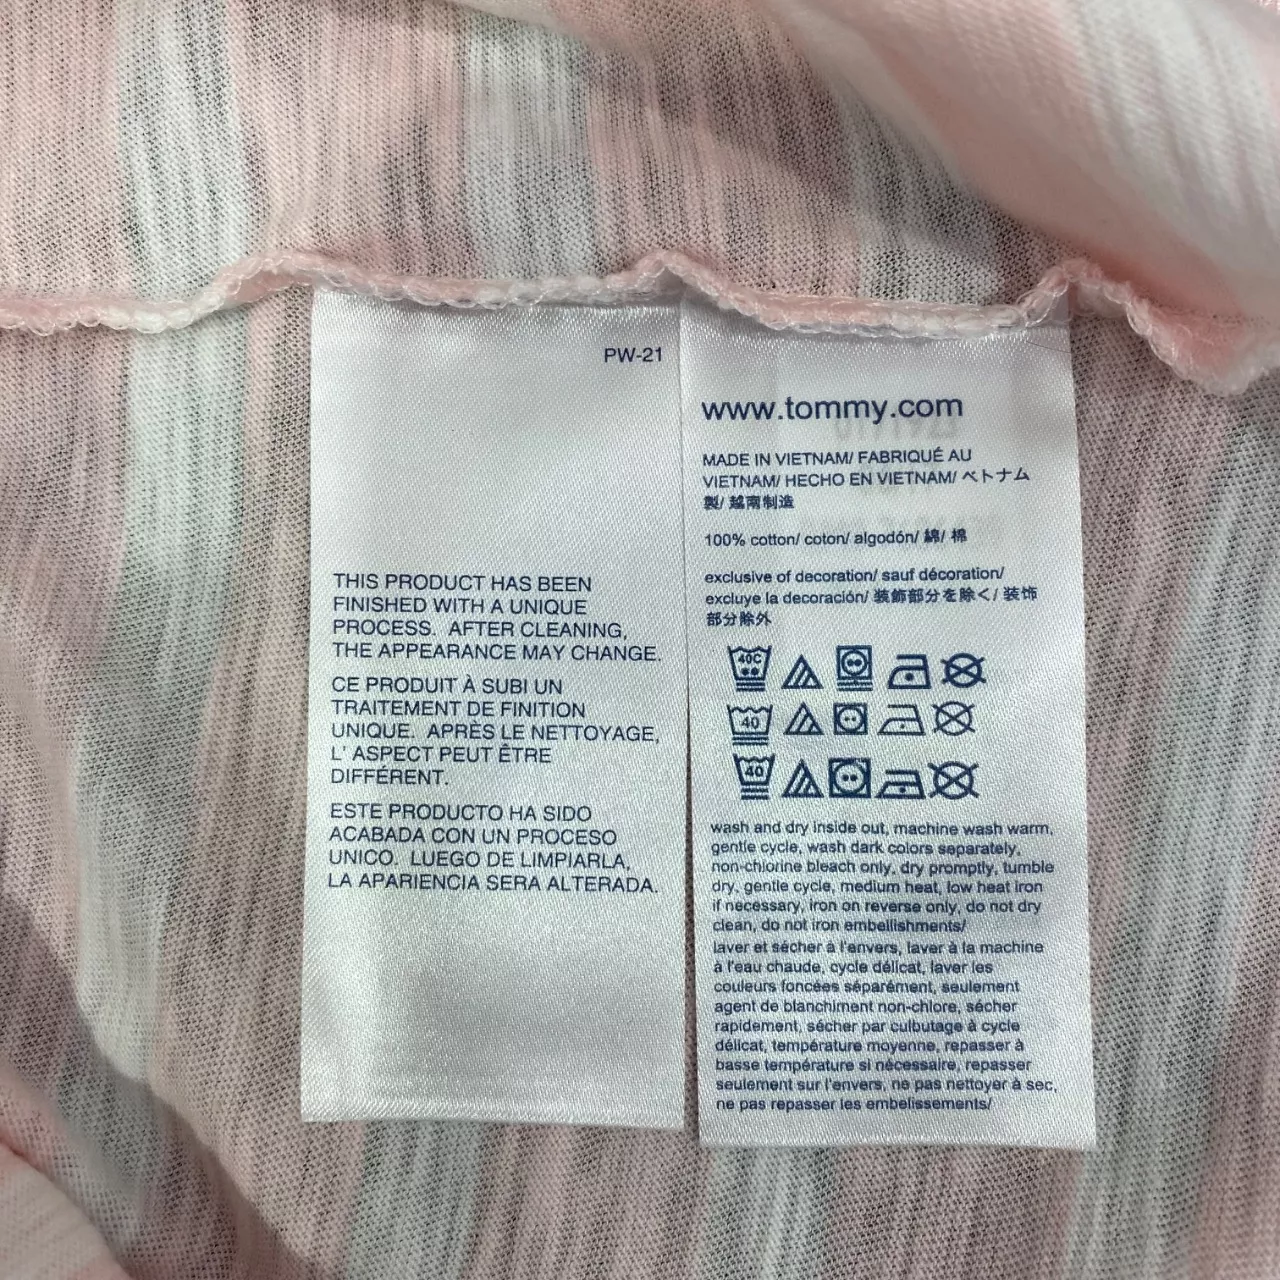 PW-21
THIS PRODUCT HAS BEEN
FINISHED WITH A UNIQUE
PROCESS. AFTER CLEANING,
THE APPEARANCE MAY CHANGE.
CE PRODUIT À SUBI UN
TRAITEMENT DE FINITION
UNIQUE. APRÈS LE NETTOYAGE,
L' ASPECT PEUT ÊTRE
DIFFÉRENT.
ESTE PRODUCTO HA SIDO
ACABADA CON UN PROCESO
UNICO. LUEGO DE LIMPIARLA,
LA APARIENCIA SERA ALTERADA.
www.tommy.com
MADE IN VIETNAM/ FABRIQUÉ AU
VIETNAM/ HECHO EN VIETNAM/ ベトナム
製/ 越南制造
100% cotton/ coton/ algodón/ 綿/ 棉
exclusive of decoration/ sauf décoration/
excluye la decoración/ 装飾部分を除く/ 装饰
部分除外
40C
40
40
wash and dry inside out, machine wash warm,
gentle cycle, wash dark colors separately,
non-chlorine bleach only, dry promptly, tumble
dry, gentle cycle, medium heat, low heat iron
if necessary, iron on reverse only, do not dry
clean, do not iron embellishments/
laver et sécher à l'envers, laver à la machine
à l'eau chaude, cycle délicat, laver les
couleurs foncées séparément, seulement
agent de blanchiment non-chlore, sécher
rapidement, sécher par culbutage à cycle
délicat, température moyenne, repasser à
basse température si nécessaire, repasser
seulement sur l'envers, ne pas nettoyer à sec,
ne pas repasser les embelissements/